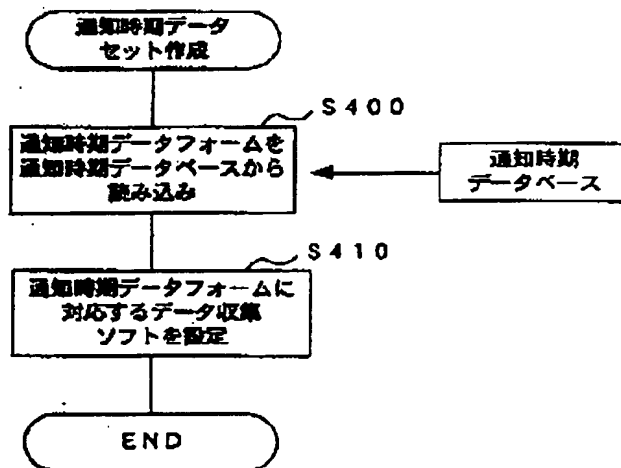 通知時期データ
セット作成
S400
通知時期データフォームを
通知時期データベースから
読み込み
通知時期
データベース
S410
通知時期データフォームに
対応するデータ収集
ソフトを設定
END